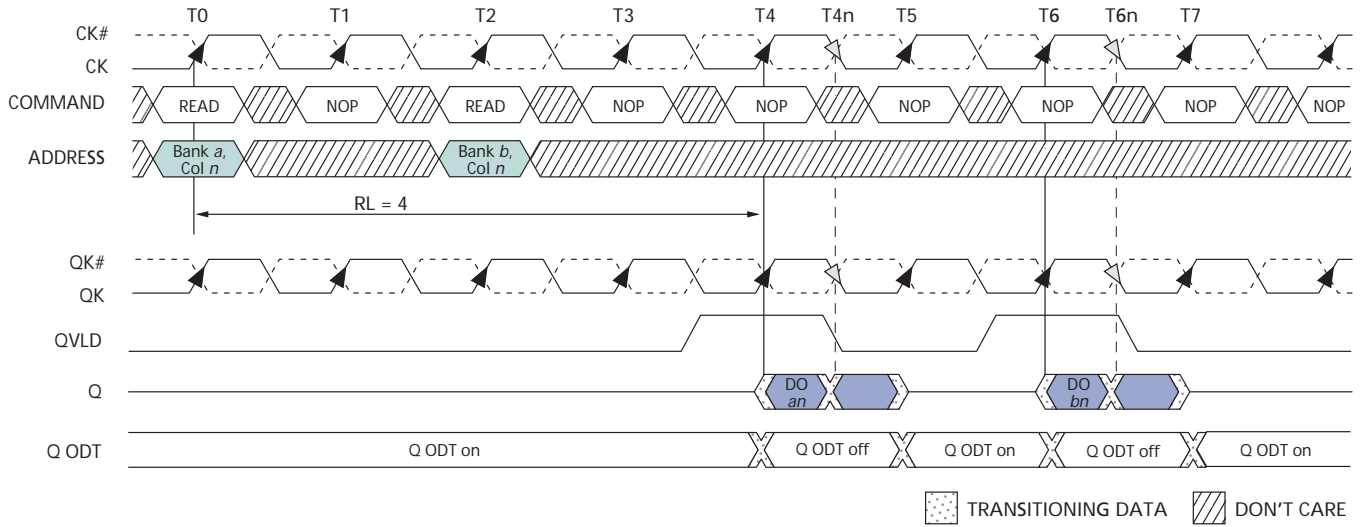 T0 T1 T2 T3 T4 T4n T5 T6 T6n T7
CK#
CK
COMMAND READ NOP READ NOP NOP NOP NOP NOP NOP
ADDRESS Bank a, Col n Bank b, Col n
RL = 4
QK#
QK
QVLD
Q DO an DO bn
Q ODT Q ODT on Q ODT off Q ODT on Q ODT off Q ODT on
TRANSITIONING DATA DON'T CARE